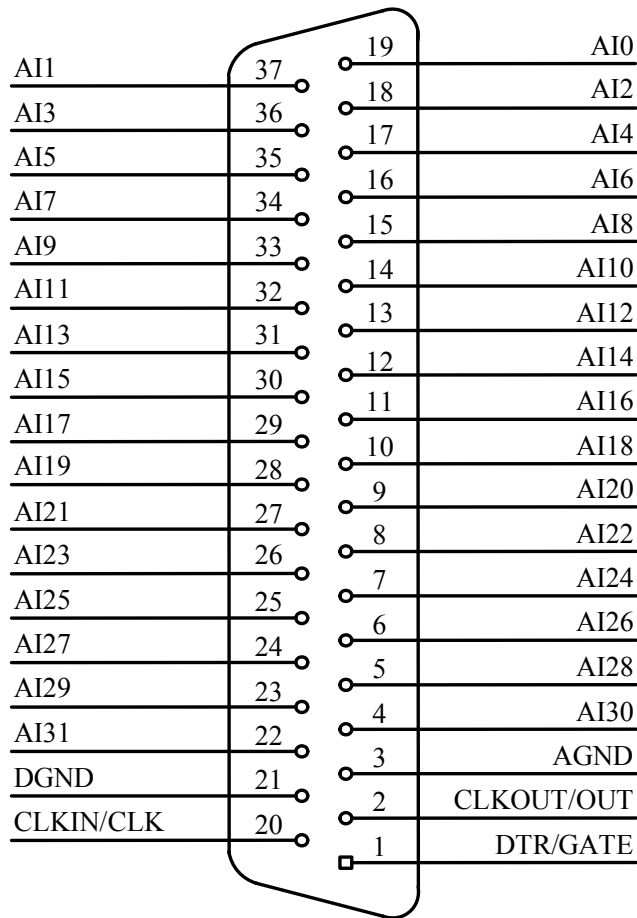 19 AI0
AI1 37
18 AI2
AI3 36
17 AI4
AI5 35
16 AI6
AI7 34
15 AI8
AI9 33
14 AI10
AI11 32
13 AI12
AI13 31
12 AI14
AI15 30
11 AI16
AI17 29
10 AI18
AI19 28
9 AI20
AI21 27
8 AI22
AI23 26
7 AI24
AI25 25
6 AI26
AI27 24
5 AI28
AI29 23
4 AI30
AI31 22
3 AGND
DGND 21
2 CLKOUT/OUT
CLKIN/CLK 20
1 DTR/GATE